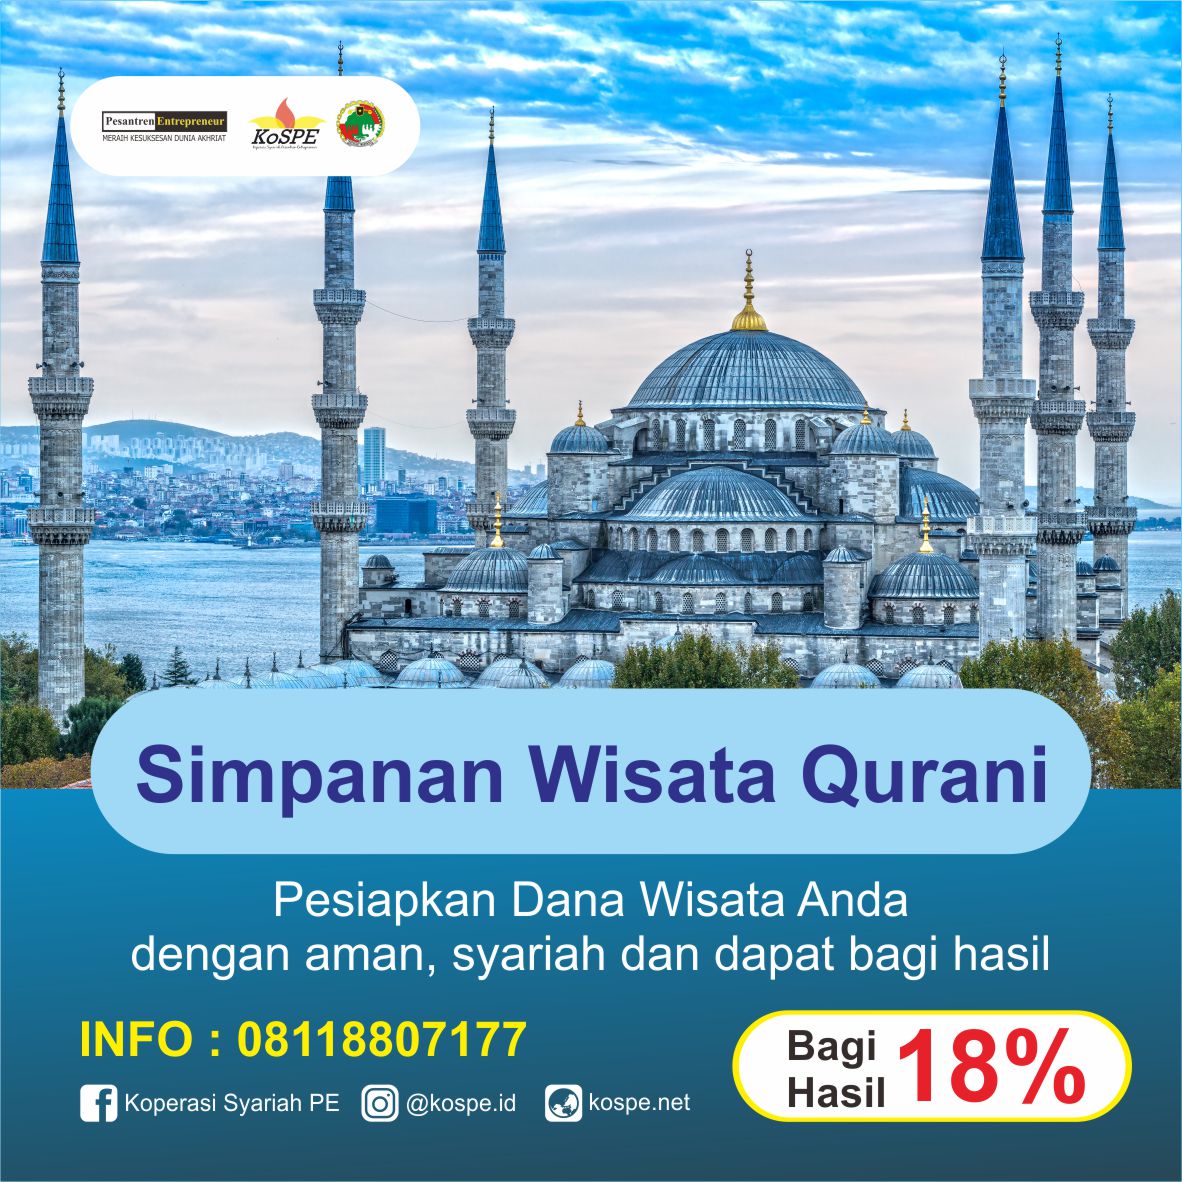 Pesantren Entrepreneur
MERAIH KESUKSESAN DUNIA AKHRIAT
KoSPE
Simpanan Wisata Qurani
Pesiapkan Dana Wisata Anda
dengan aman, syariah dan dapat bagi hasil
INFO : 08118807177
Koperasi Syariah PE @kospe.id kospe.net
Bagi
Hasil 18%